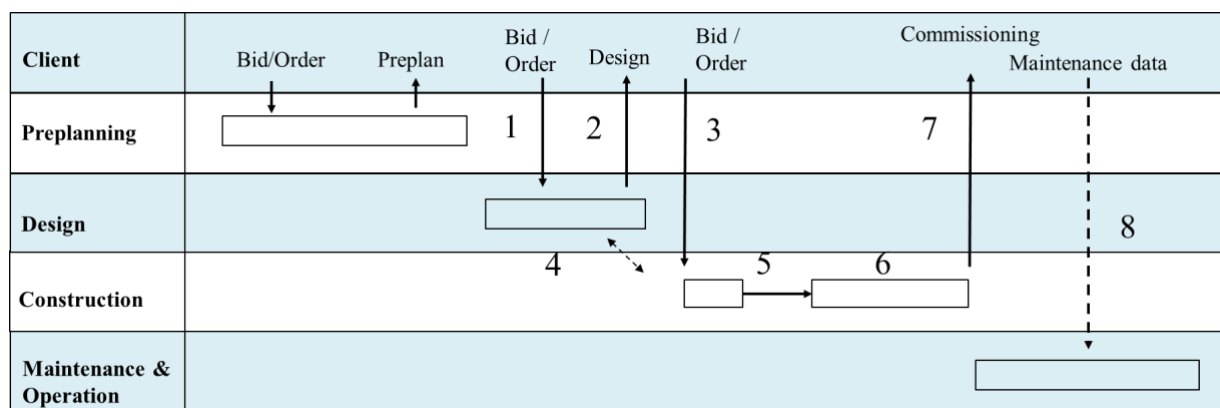 Client
Bid/Order
Preplan
Bid /
Order
Design
Bid /
Order
Commissioning
Maintenance data
Preplanning
1
2
3
7
Design
8
4
5
6
Construction
Maintenance &
Operation